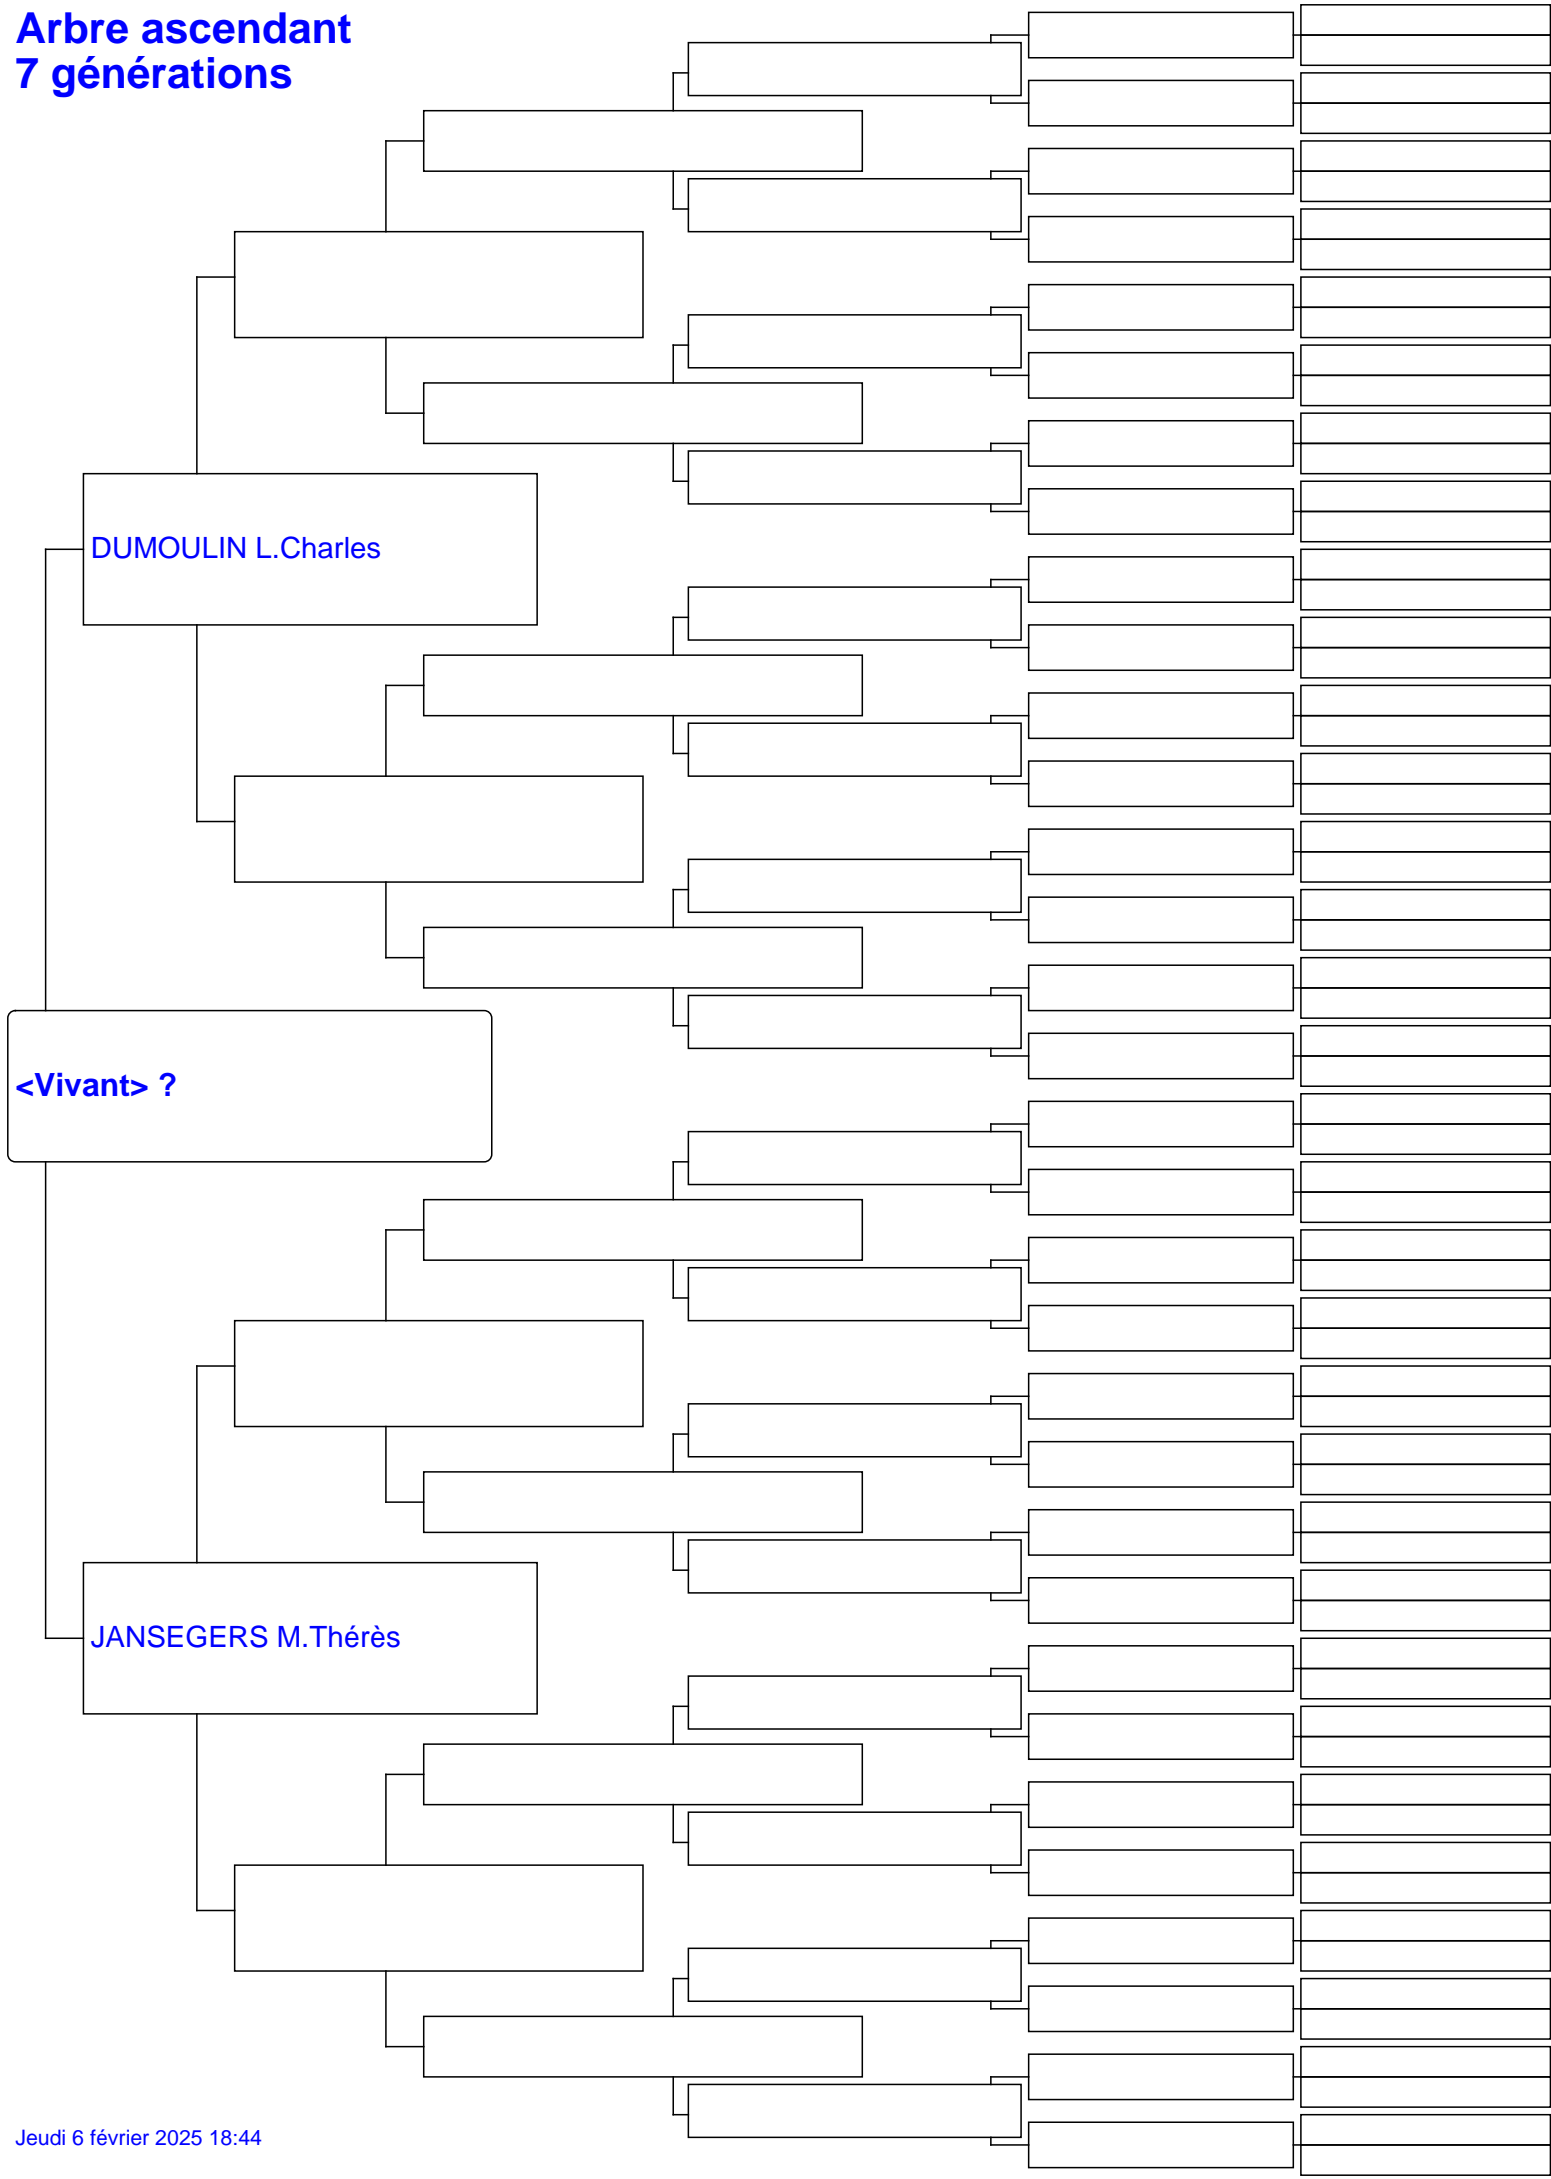 Arbre ascendant
7 générations
DUMOULIN L.Charles
<Vivant> ?
JANSEGERS M.Thérès
Jeudi 6 février 2025 18:44